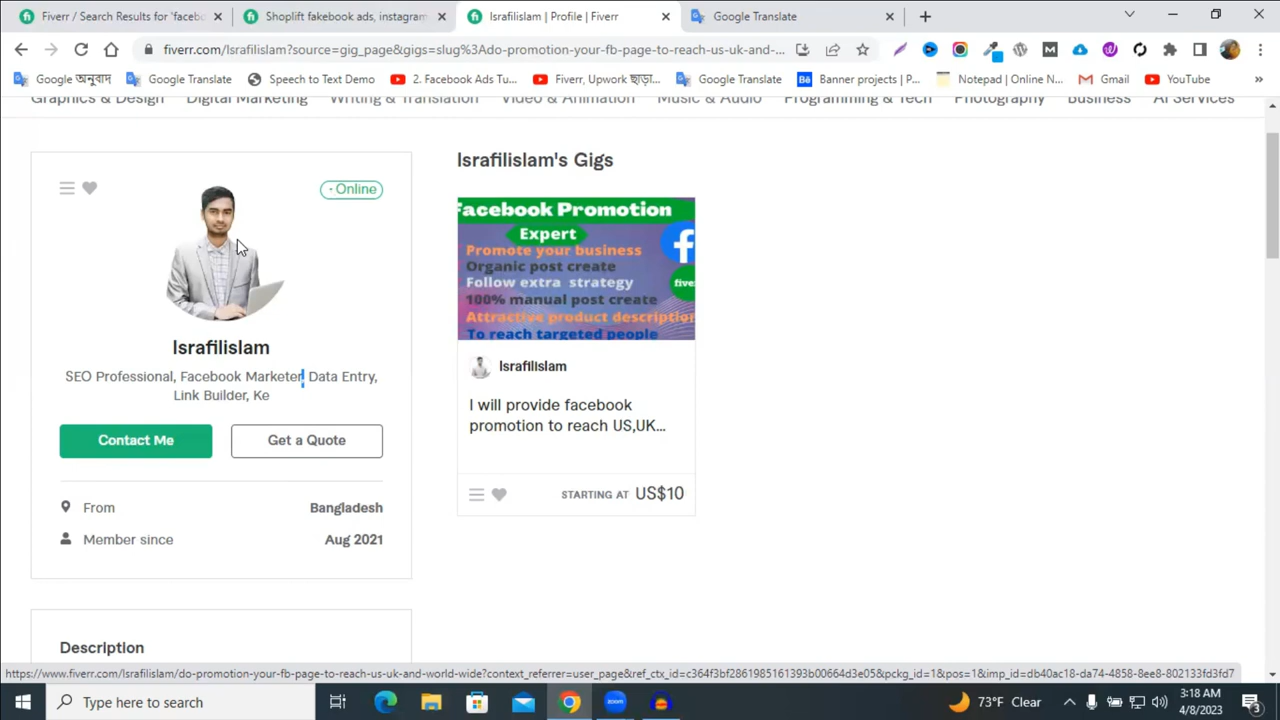 Fiverr / Search Results for 'facebo
Shoplift fakebook ads, instagram
Israfilislam | Profile | Fiverr
Google Translate
fiverr.com/Israfilislam?source=gig_page&gigs=slug%3Ado-promotion-your-fb-page-to-reach-us-uk-and-...
Google অনুবাদ
Google Translate
Speech to Text Demo
2. Facebook Ads Tu...
Fiverr, Upwork ছাড়া...
Google Translate
Banner projects | P...
Notepad | Online N...
Gmail
YouTube
»
Graphics & Design
Digital Marketing
Writing & Translation
Video & Animation
Music & Audio
Programming & Tech
Photography
Business
AI Services
Online
Israfilislam
SEO Professional, Facebook Marketer, Data Entry,
Link Builder, Ke
Contact Me
Get a Quote
From
Bangladesh
Member since
Aug 2021
Description
Israfilislam's Gigs
Facebook Promotion
Expert
Promote your business
Organic post create
Follow extra strategy
100% manual post create
Attractive product description
To reach targeted people
f
five
Israfilislam
I will provide facebook
promotion to reach US,UK...
STARTING AT US$10
https://www.fiverr.com/Israfilislam/do-promotion-your-fb-page-to-reach-us-uk-and-world-wide?context_referrer=user_page&ref_ctx_id=c364f3bf2861985161393b00664d3e05&pckg_id=1&pos=1&imp_id=db40ac18-da74-4858-8ee8-802133fd3fd7
Type here to search
zoom
73°F Clear
3:18 AM
4/8/2023
3